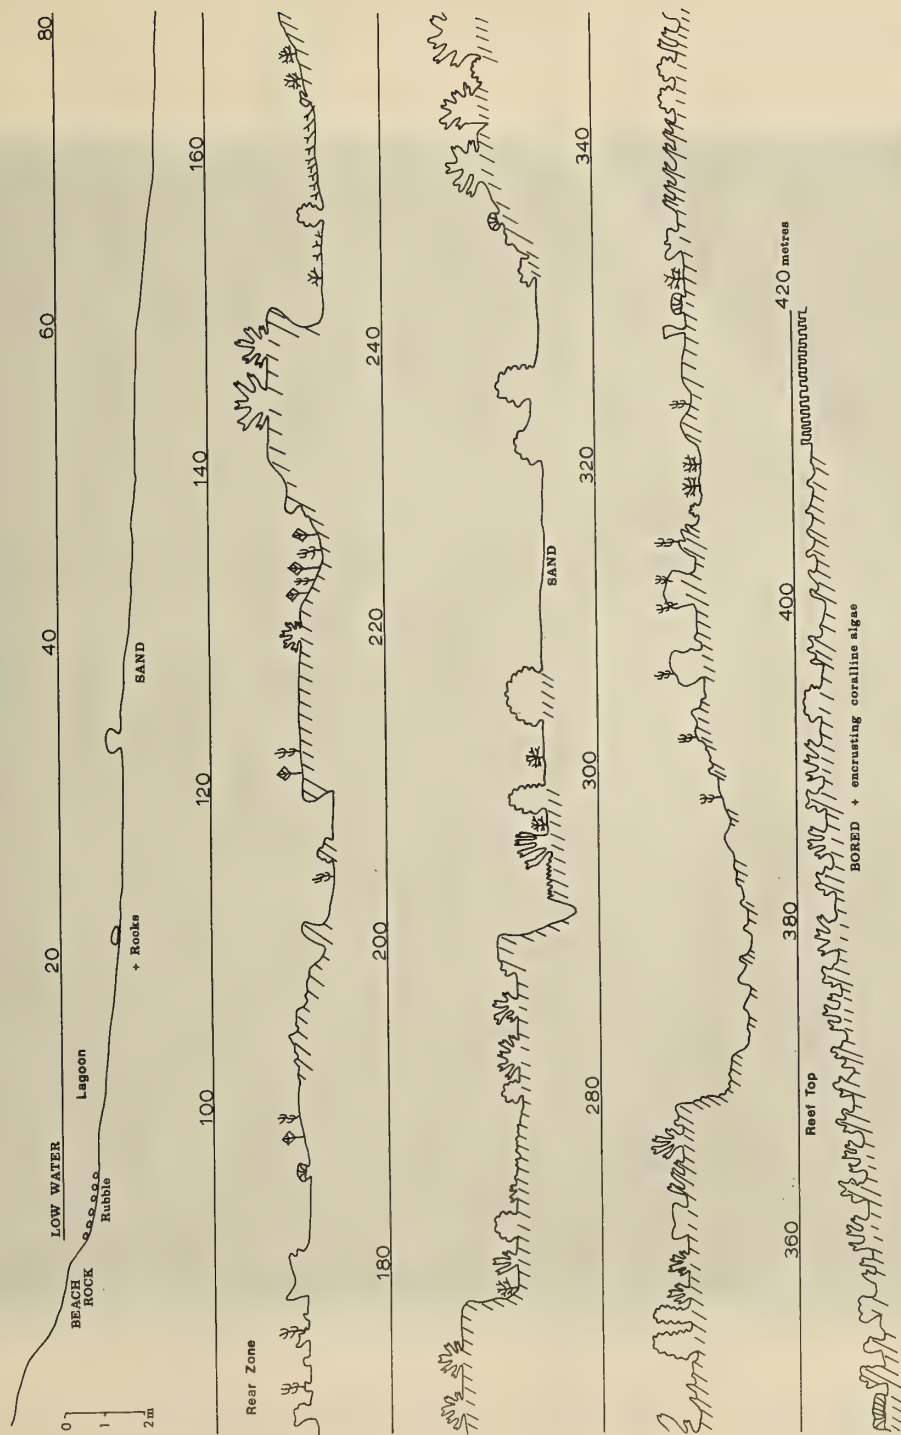 0
1
2m
BEACH
ROCK
LOW WATER
Rubble
Lagoon
20
+ Rocks
40
SAND
60
80
Rear Zone
100
120
140
160
180
200
220
240
280
300
SAND
320
340
360
Reef Top
380
BORED + encrusting coralline algae
400
420 metres